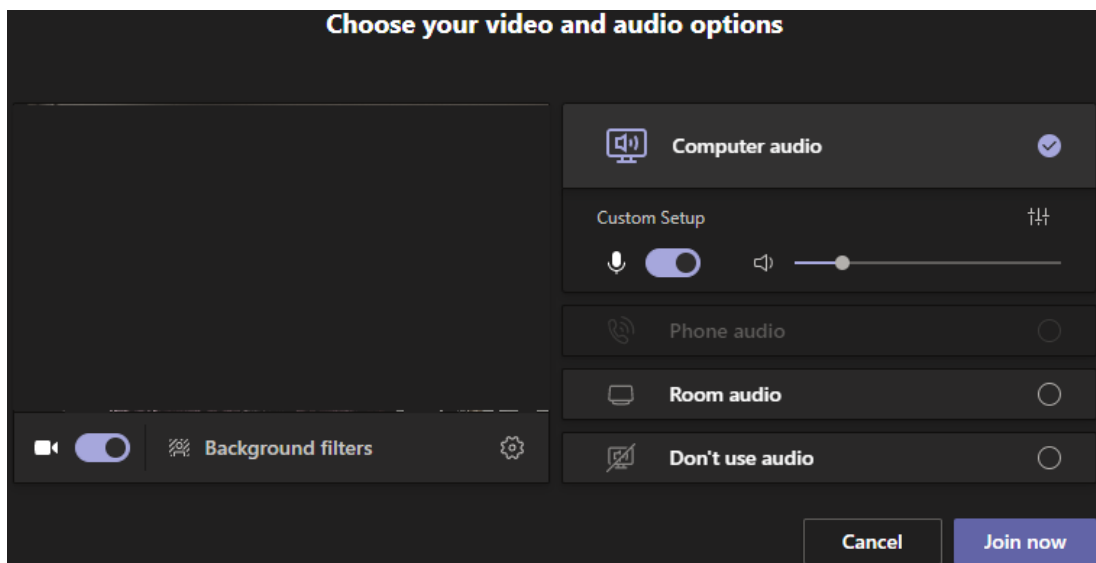 Choose your video and audio options
Computer audio
Custom Setup
Phone audio
Room audio
Background filters
Don't use audio
Cancel
Join now